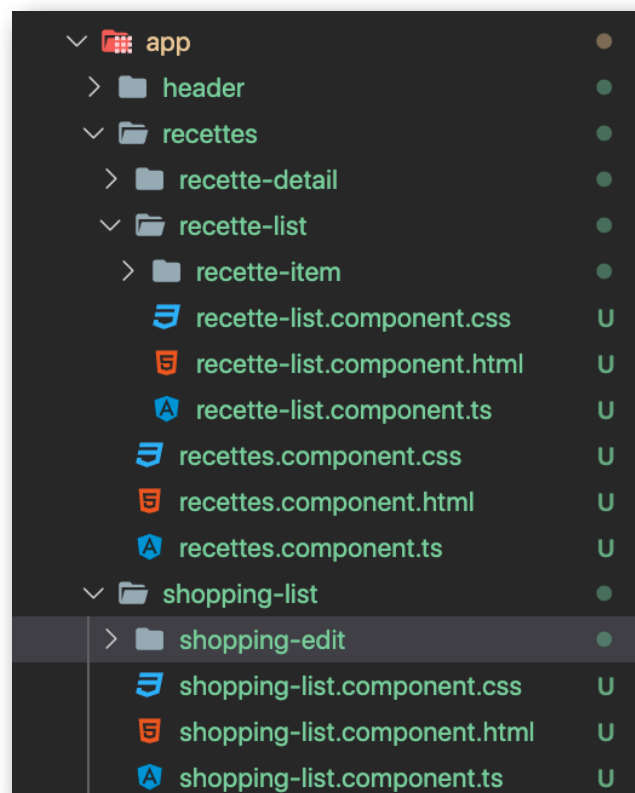 app
header
recettes
recette-detail
recette-list
recette-item
recette-list.component.css U
recette-list.component.html U
recette-list.component.ts U
recettes.component.css U
recettes.component.html U
recettes.component.ts U
shopping-list
shopping-edit
shopping-list.component.css U
shopping-list.component.html U
shopping-list.component.ts U